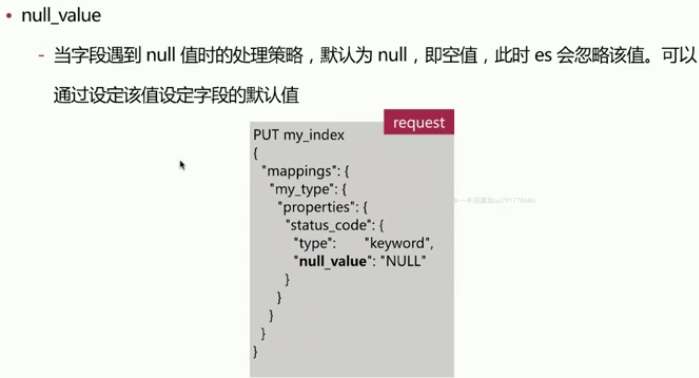 • null_value
- 当字段遇到 null 值时的处理策略，默认为 null，即空值，此时 es 会忽略该值。可以
通过设定该值设定字段的默认值
request
PUT my_index
{
"mappings": {
"my_type": {
"properties": {
"status_code": {
"type": "keyword",
"null_value": "NULL"
}
}
}
}
}